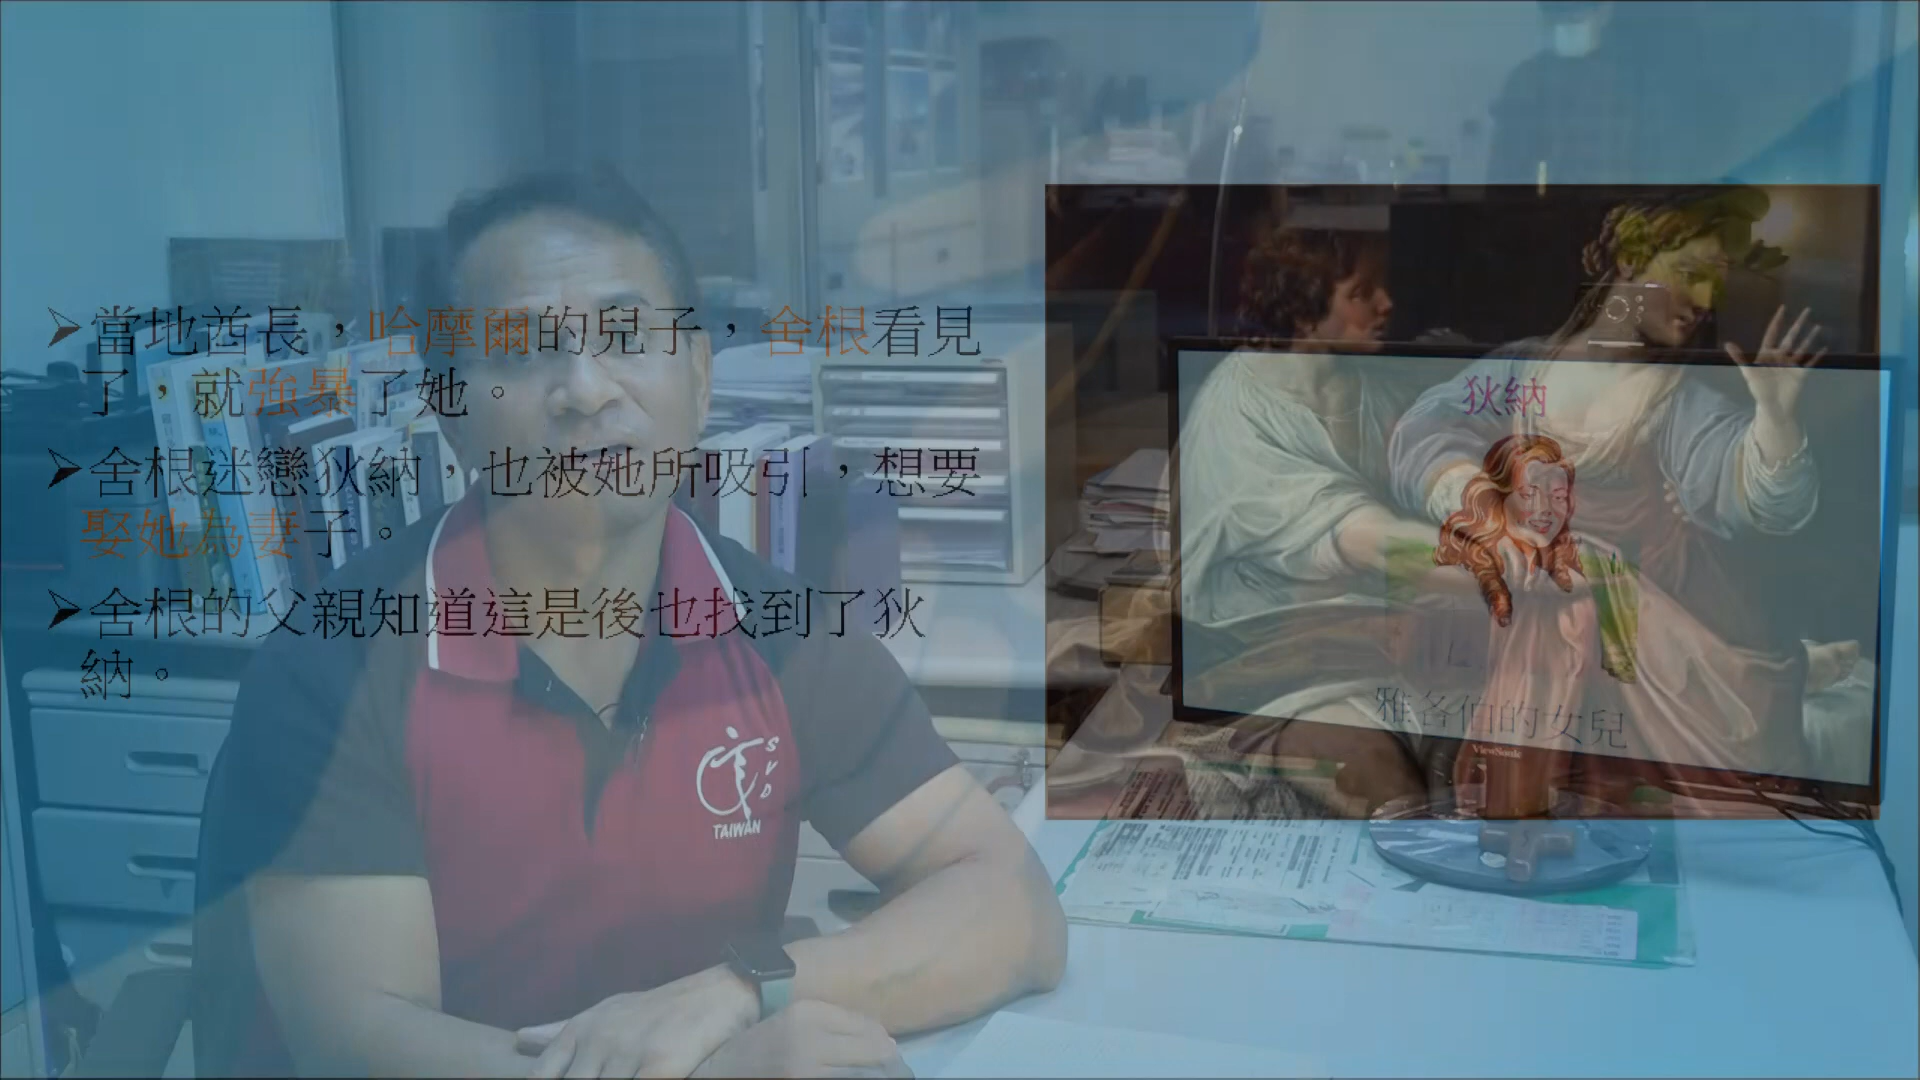 ➢當地酋長，哈摩爾的兒子，舍根看見
了，就強暴了她。
➢舍根迷戀狄納，也被她所吸引，想要
娶她為妻子。
➢舍根的父親知道這是後也找到了狄
納。
狄納
雅各伯的女兒
ViewSonic
SVD
TAIWAN